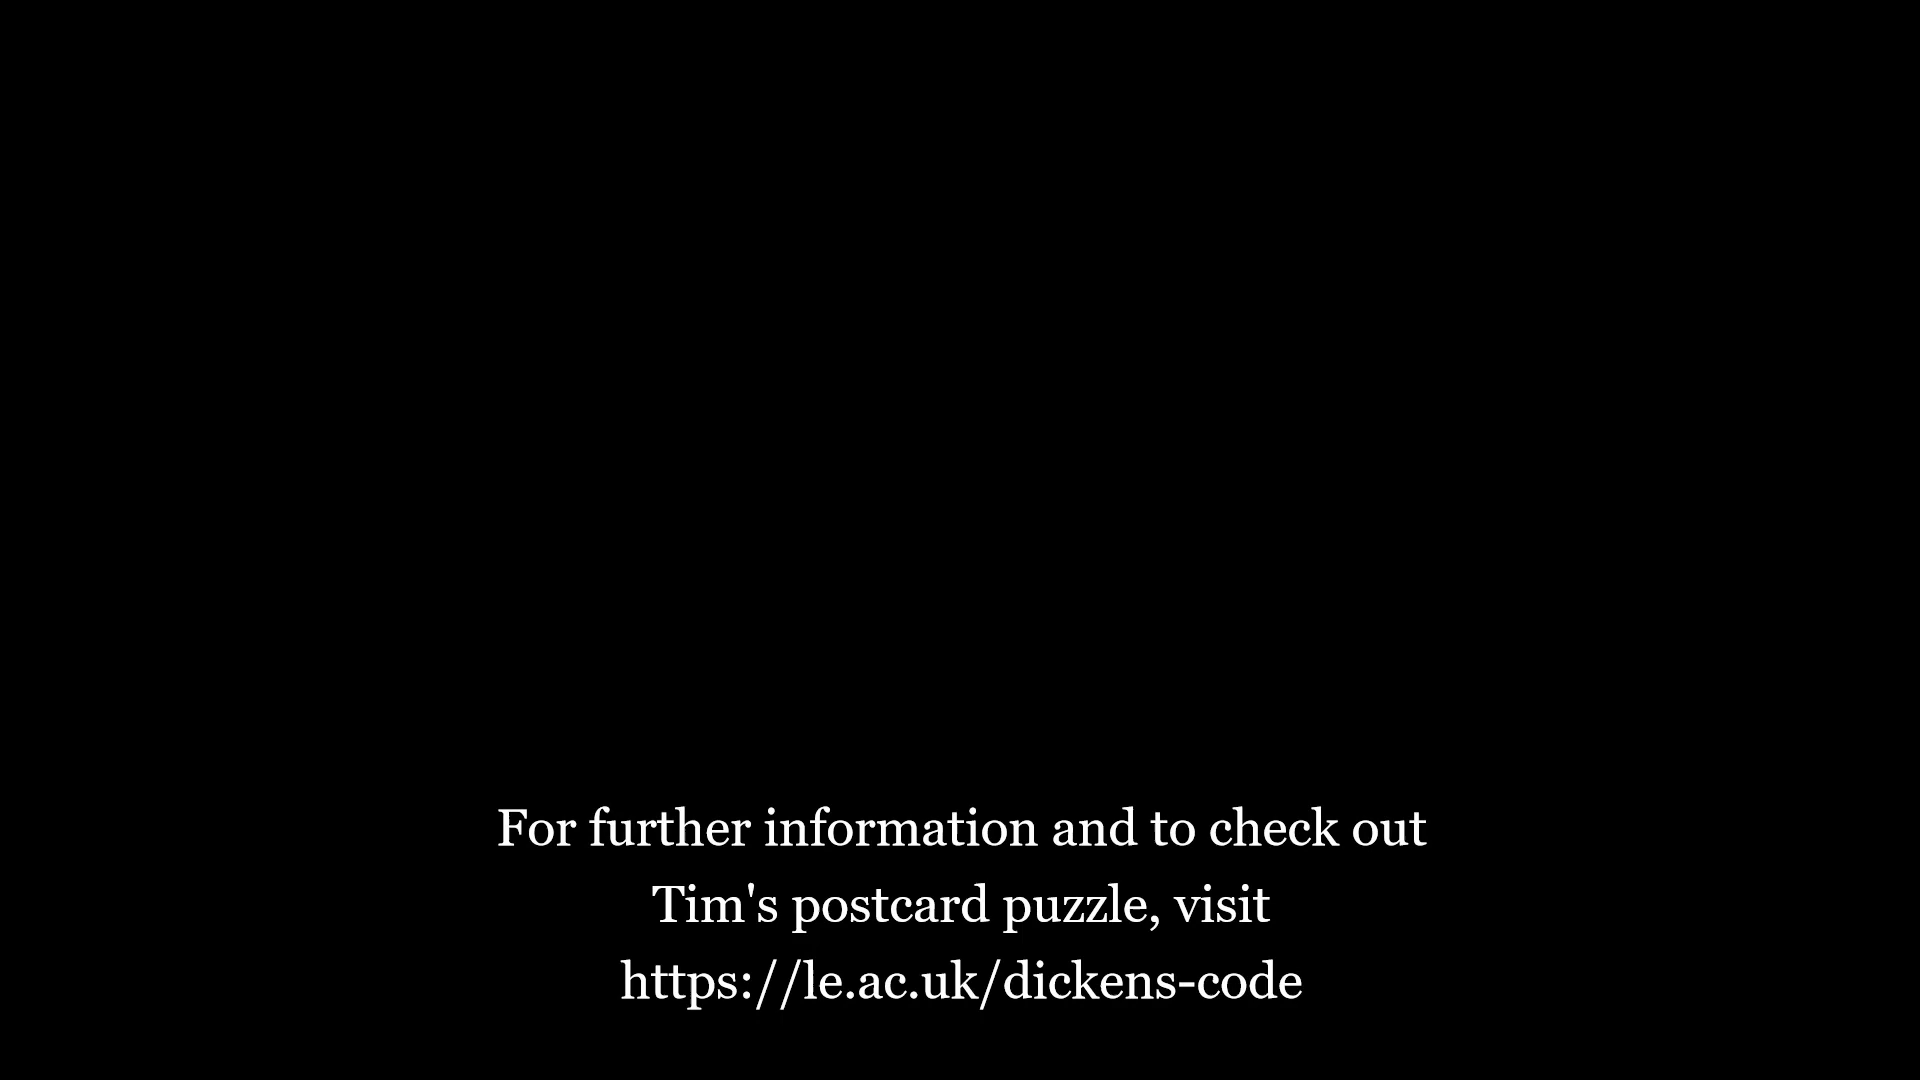 For further information and to check out
Tim's postcard puzzle, visit
https://le.ac.uk/dickens-code